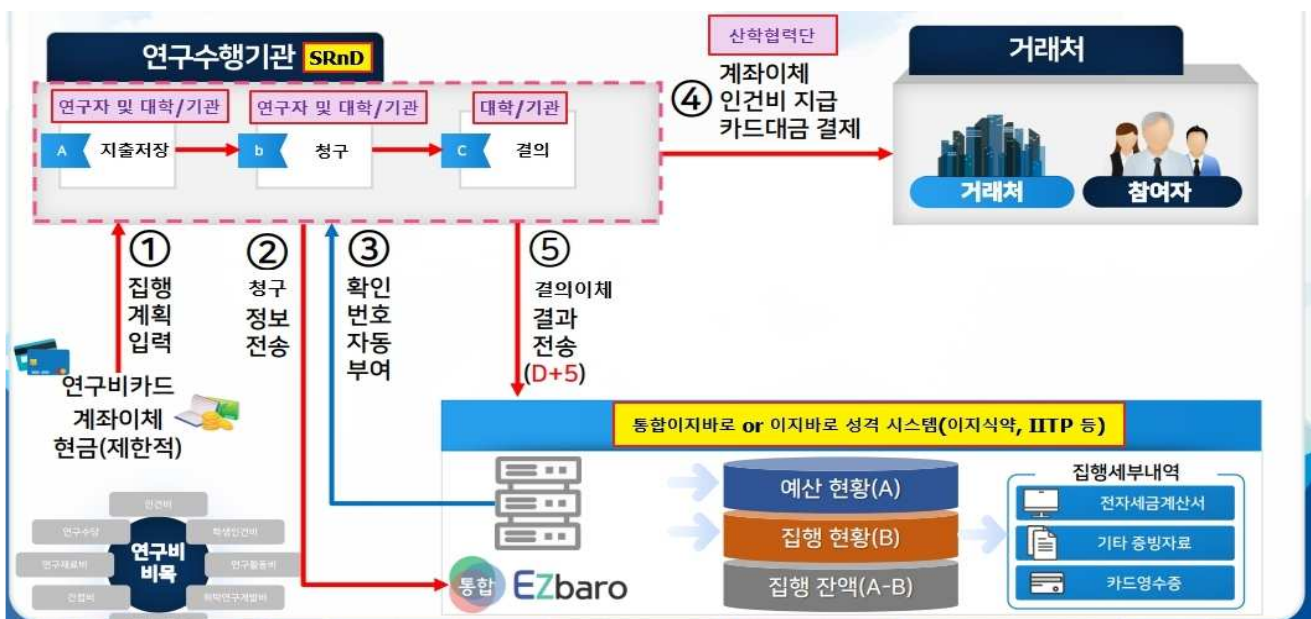 연구수행기관 SRnD
연구자 및 대학/기관
연구자 및 대학/기관
대학/기관
A 지출저장
b 청구
C 결의
산학협력단
④ 계좌이체
인건비 지급
카드대금 결제
거래처
거래처
참여자
①
집행
계획
입력
②
청구
정보
전송
③
확인
번호
자동
부여
⑤
결의이체
결과
전송
(D+5)
연구비카드
계좌이체
현금(제한적)
인건비
연구수당
학생인건비
연구재료비
연구활동비
간접비
위탁연구개발비
연구비
비목
통합이지바로 or 이지바로 성격 시스템(이지식약, IITP 등)
통합 EZbaro
예산 현황(A)
집행 현황(B)
집행 잔액(A-B)
집행세부내역
전자세금계산서
기타 증빙자료
카드영수증